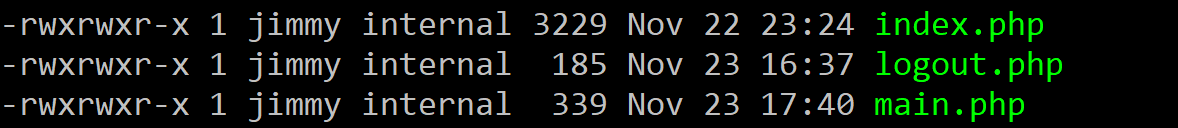 -rwxrwxr-x 1 jimmy internal 3229 Nov 22 23:24 index.php
-rwxrwxr-x 1 jimmy internal  185 Nov 23 16:37 logout.php
-rwxrwxr-x 1 jimmy internal  339 Nov 23 17:40 main.php